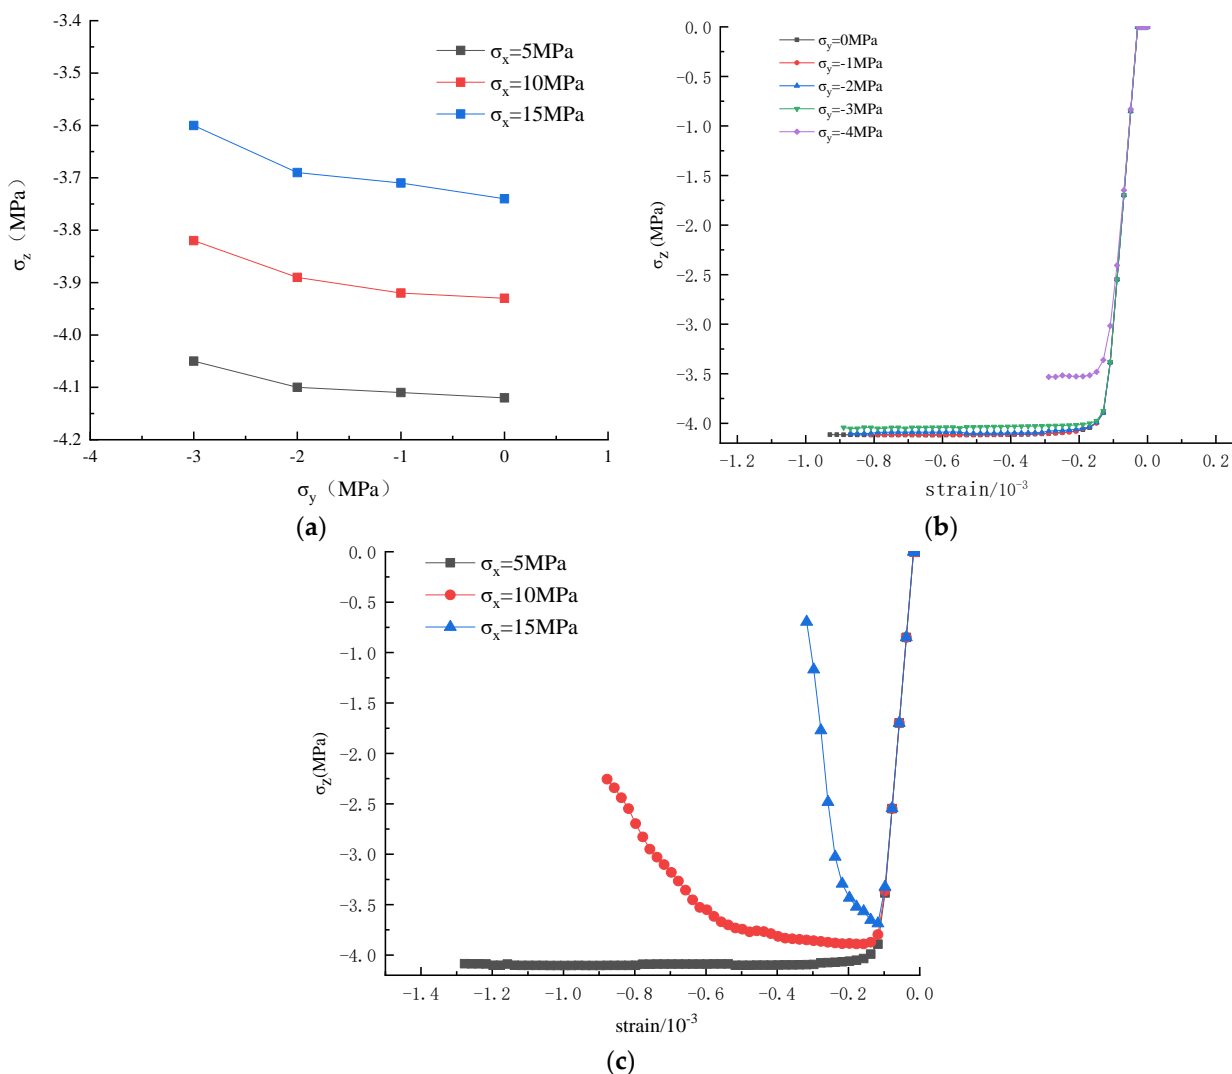 -3.4
-3.5
-3.6
-3.7
-3.8
-3.9
-4.0
-4.1
-4.2
-4
-3
-2
-1
0
1
σz（MPa）
σy（MPa）
σx=5MPa
σx=10MPa
σx=15MPa
(a)
0.0
−0.5
−1.0
−1.5
−2.0
−2.5
−3.0
−3.5
−4.0
−1.2
−1.0
−0.8
−0.6
−0.4
−0.2
0.0
0.2
σz(MPa)
strain/10⁻³
σy=0MPa
σy=-1MPa
σy=-2MPa
σy=-3MPa
σy=-4MPa
(b)
0.0
−0.5
−1.0
−1.5
−2.0
−2.5
−3.0
−3.5
−4.0
−1.4
−1.2
−1.0
−0.8
−0.6
−0.4
−0.2
0.0
σz(MPa)
strain/10⁻³
σx=5MPa
σx=10MPa
σx=15MPa
(c)